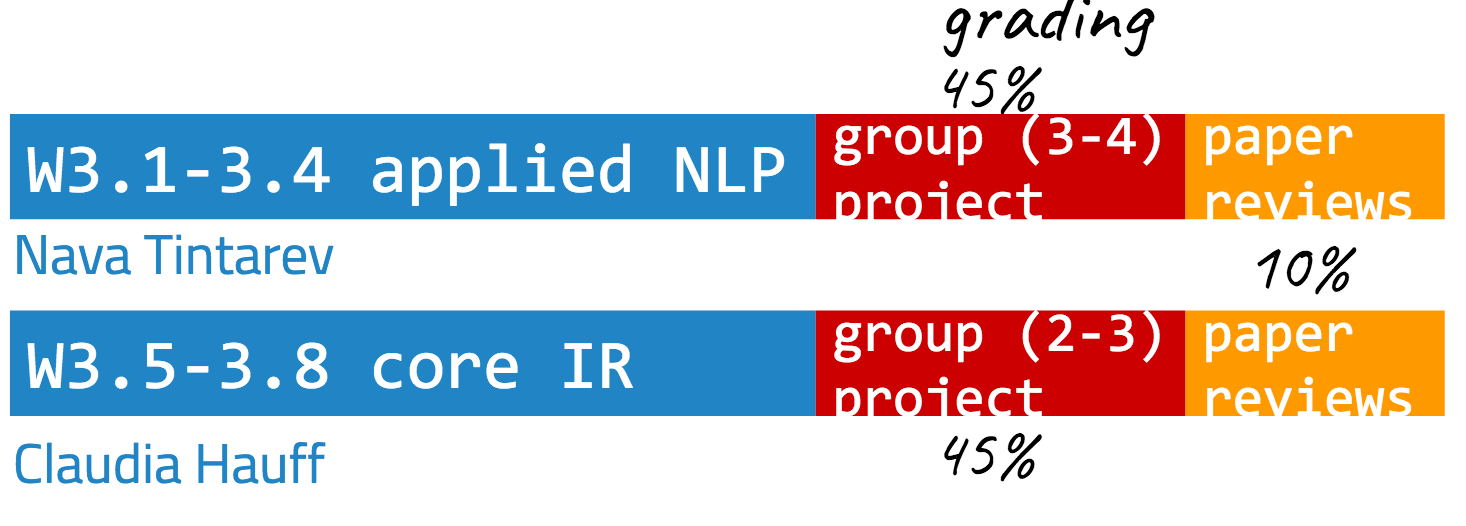 grading
45%
W3.1-3.4 applied NLP
group (3-4)
project
paper
reviews
Nava Tintarev
10%
W3.5-3.8 core IR
group (2-3)
project
paper
reviews
Claudia Hauff
45%